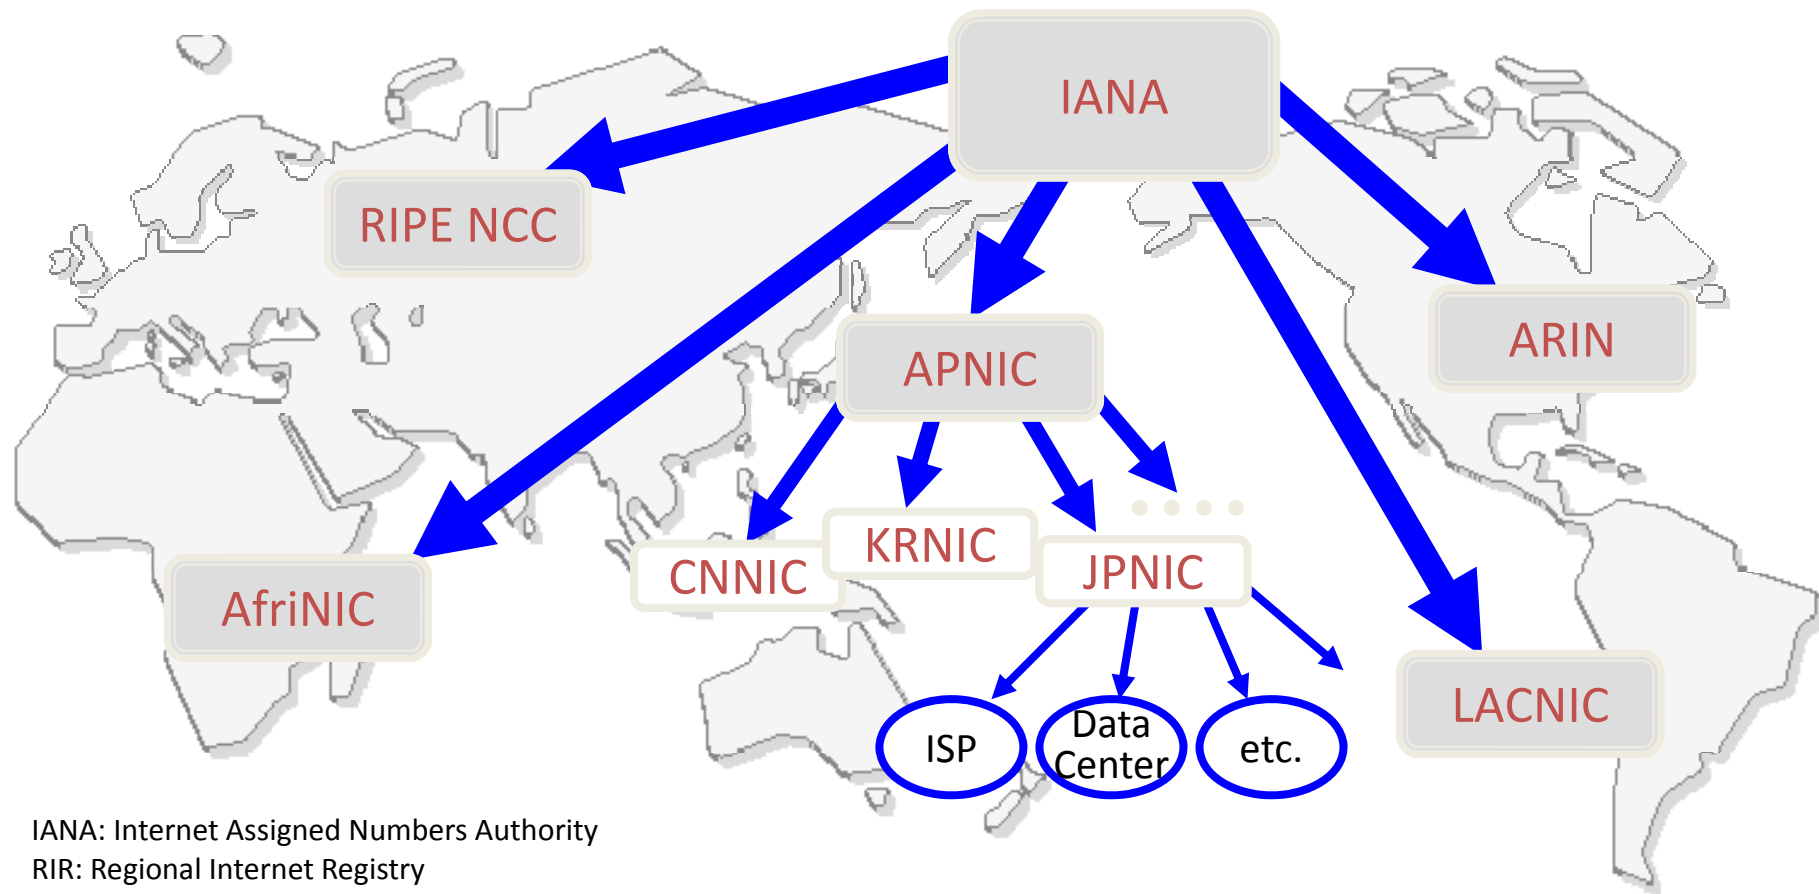 IANA
RIPE NCC
ARIN
APNIC
KRNIC
CNNIC
JPNIC
AfriNIC
LACNIC
ISP
Data
Center
etc.
IANA: Internet Assigned Numbers Authority
RIR: Regional Internet Registry